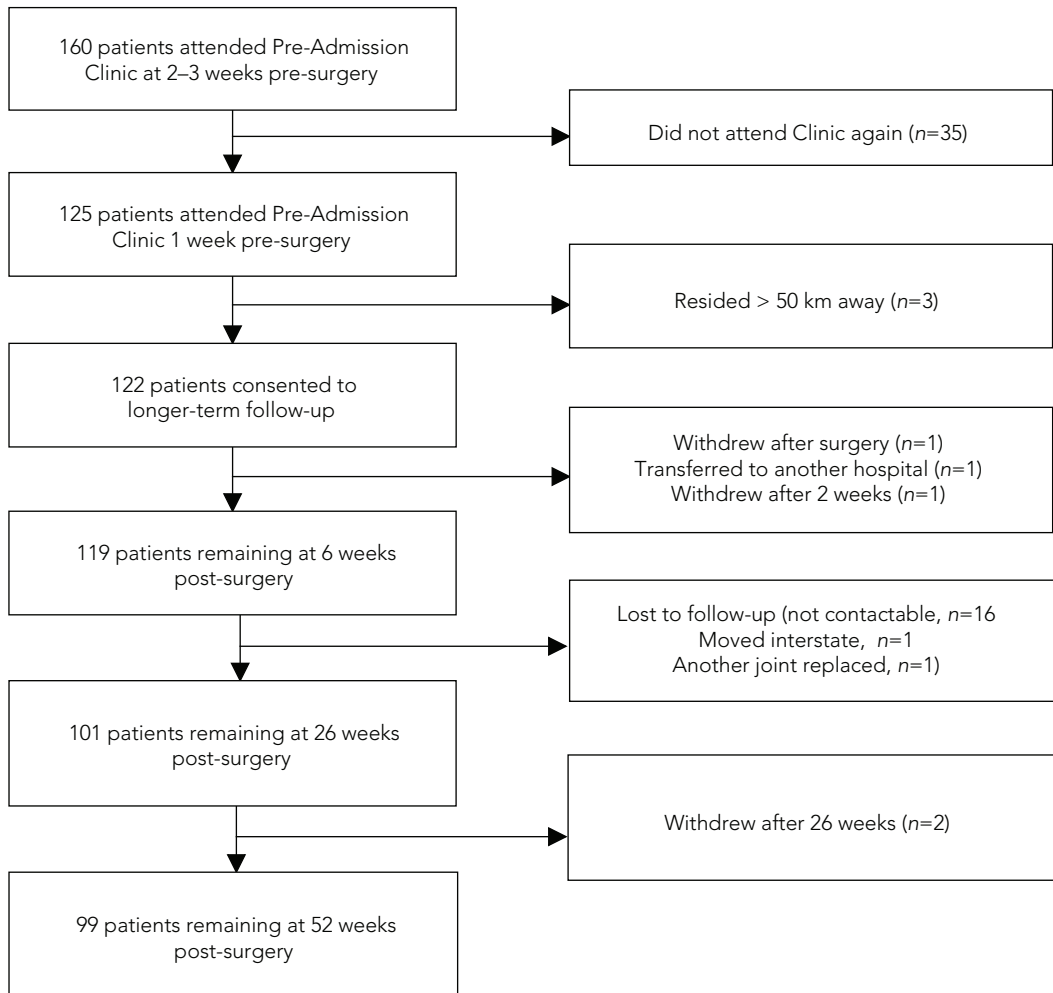 160 patients attended Pre-Admission
Clinic at 2–3 weeks pre-surgery
Did not attend Clinic again (n=35)
125 patients attended Pre-Admission
Clinic 1 week pre-surgery
Resided > 50 km away (n=3)
122 patients consented to
longer-term follow-up
Withdrew after surgery (n=1)
Transferred to another hospital (n=1)
Withdrew after 2 weeks (n=1)
119 patients remaining at 6 weeks
post-surgery
Lost to follow-up (not contactable, n=16
Moved interstate, n=1
Another joint replaced, n=1)
101 patients remaining at 26 weeks
post-surgery
Withdrew after 26 weeks (n=2)
99 patients remaining at 52 weeks
post-surgery